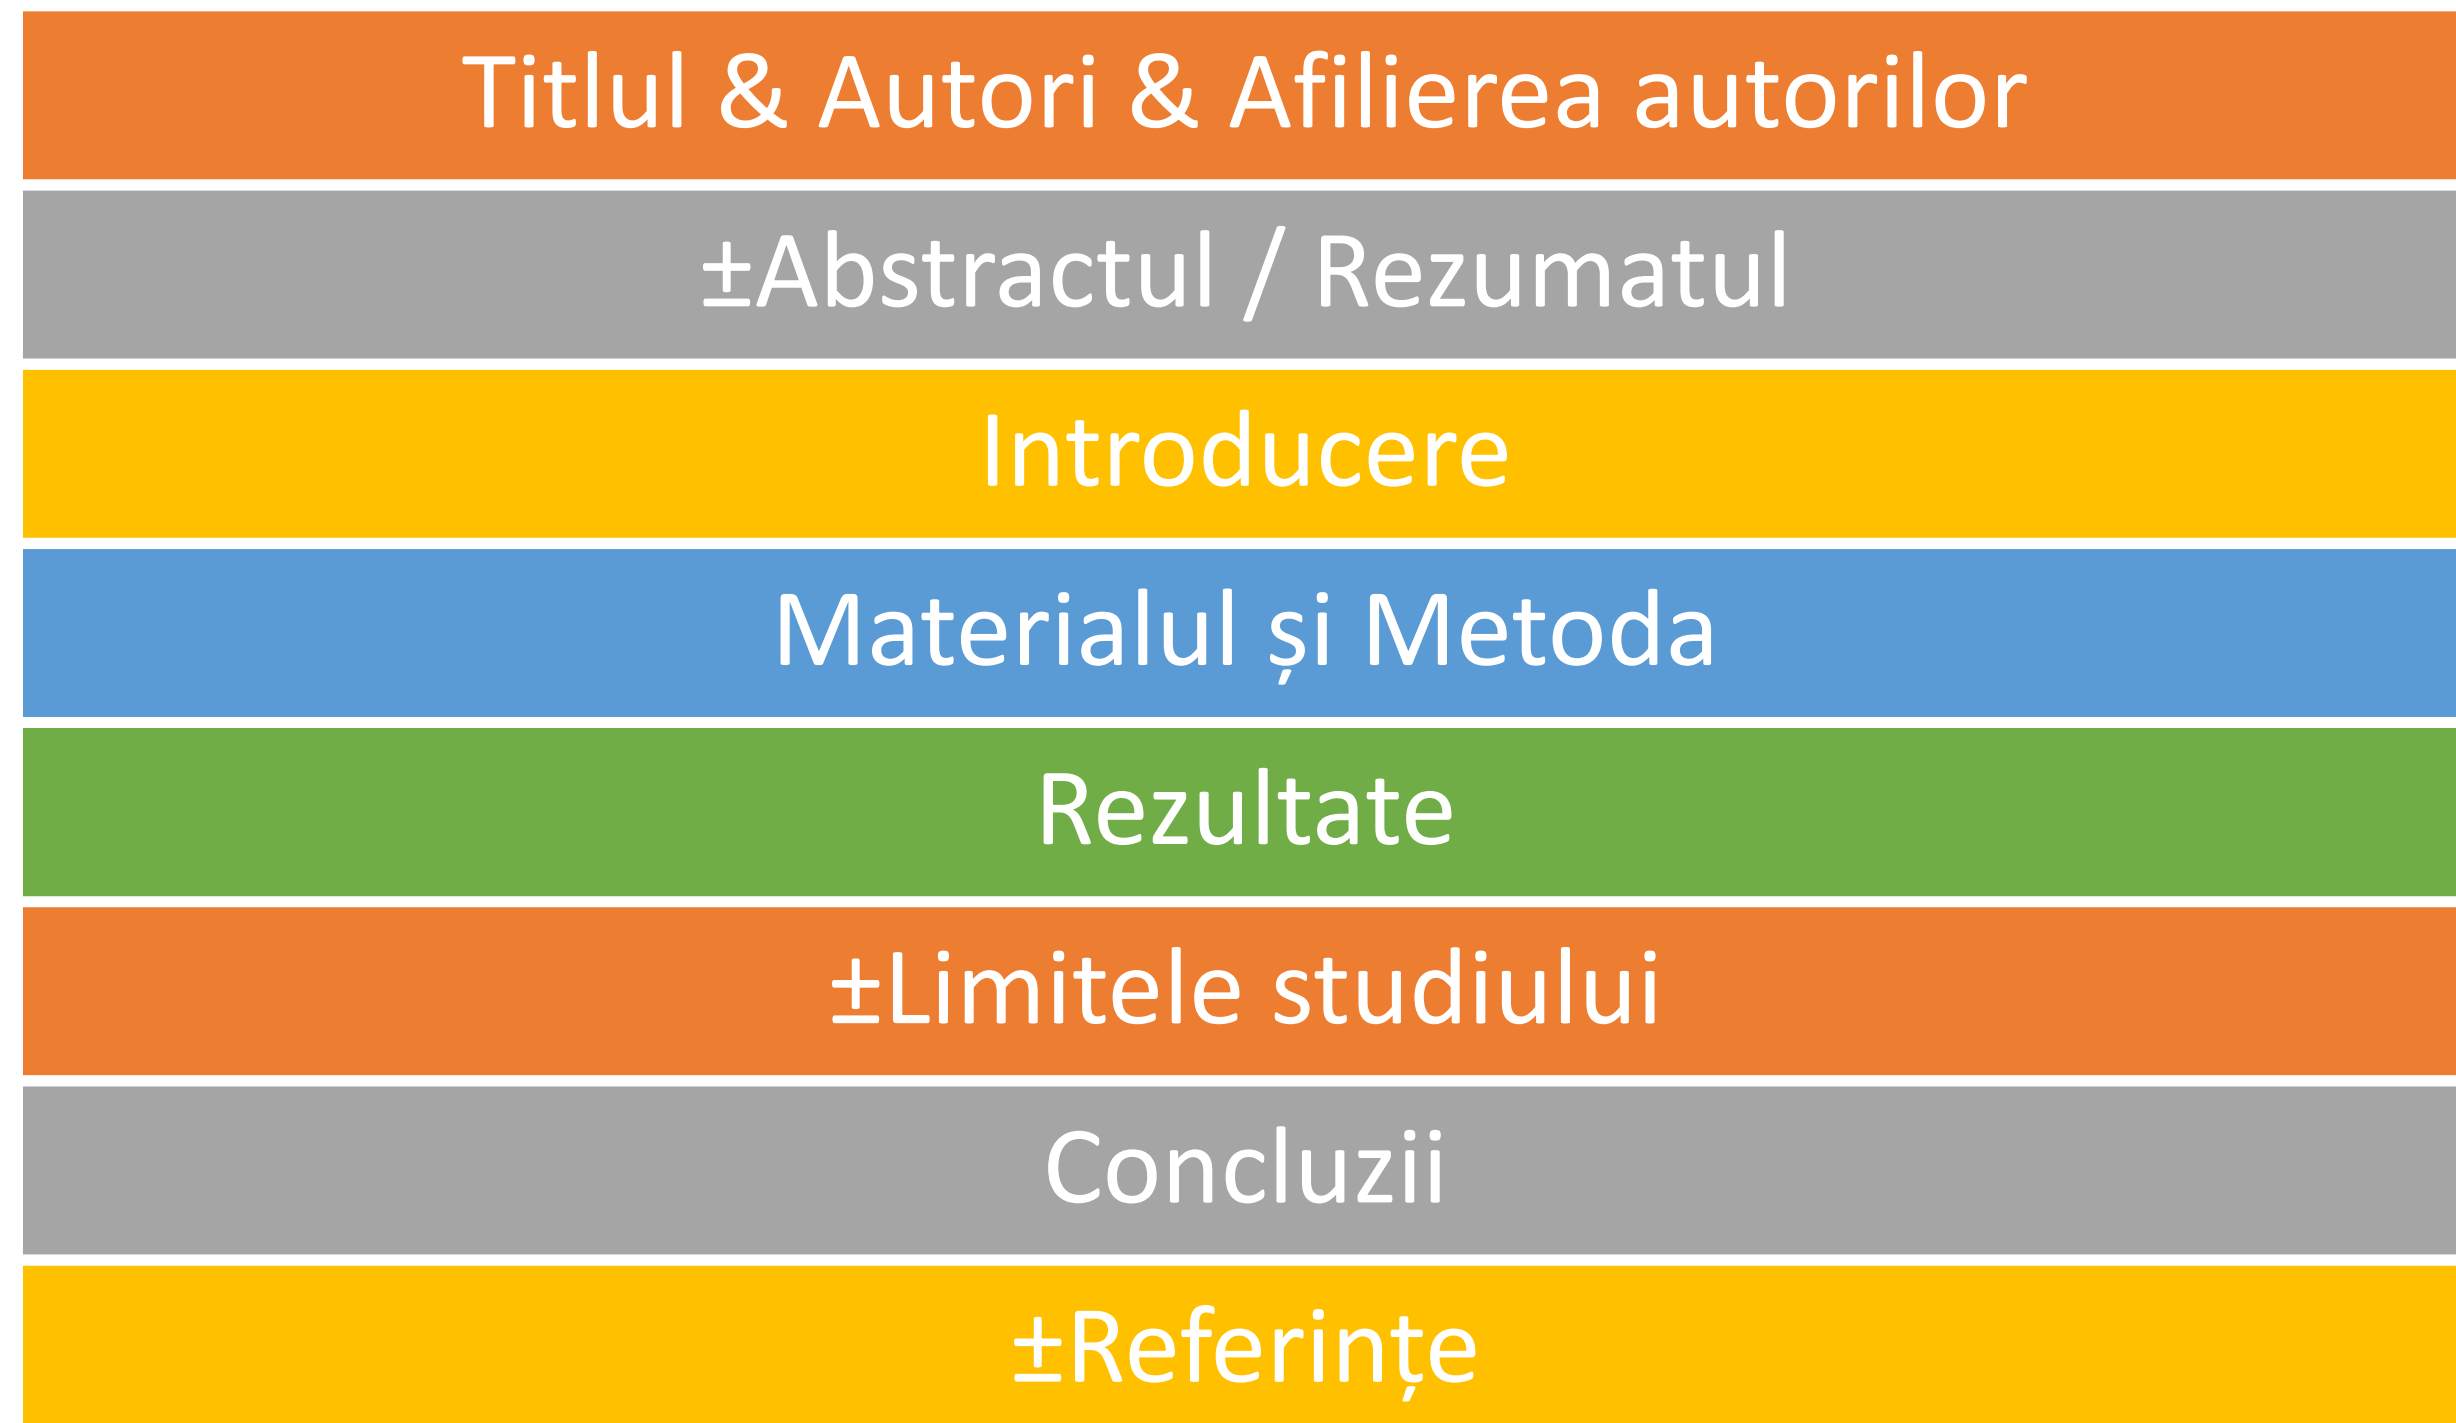 Titlul & Autori & Afilierea autorilor
±Abstractul / Rezumatul
Introducere
Materialul și Metoda
Rezultate
±Limitele studiului
Concluzii
±Referințe